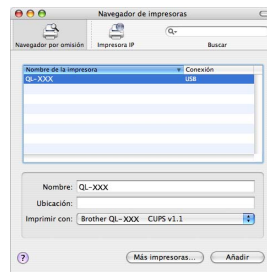 Navegador de impresoras
Navegador por omisión
Impresora IP
Buscar
Nombre de la impresora
Conexión
QL-XXX
USB
Nombre: QL-XXX
Ubicación:
Imprimir con: Brother QL-XXX CUPS v1.1
?
Más impresoras...
Añadir